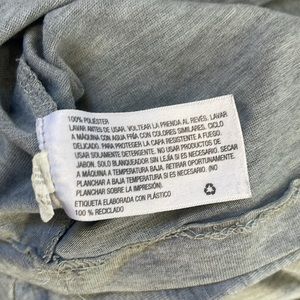 100% POLIÉSTER
LAVAR ANTES DE USAR. VOLTEAR LA PRENDA AL REVÉS, LAVAR
A MÁQUINA CON AGUA FRÍA CON COLORES SIMILARES. CICLO
DELICADO. PARA PROTEGER LA CAPA RESISTENTE AL FUEGO,
USAR SOLAMENTE DETERGENTE. NO USAR PRODUCTOS DE
JABON. SOLO BLANQUEADOR SIN LEJÍA SI ES NECESARIO. SECAR
A MÁQUINA A TEMPERATURA BAJA. RETIRAR OPORTUNAMENTE.
PLANCHAR A BAJA TEMPERATURA SI ES NECESARIO. (NO
PLANCHAR SOBRE LA IMPRESIÓN).
ETIQUETA ELABORADA CON PLÁSTICO
100 % RECICLADO